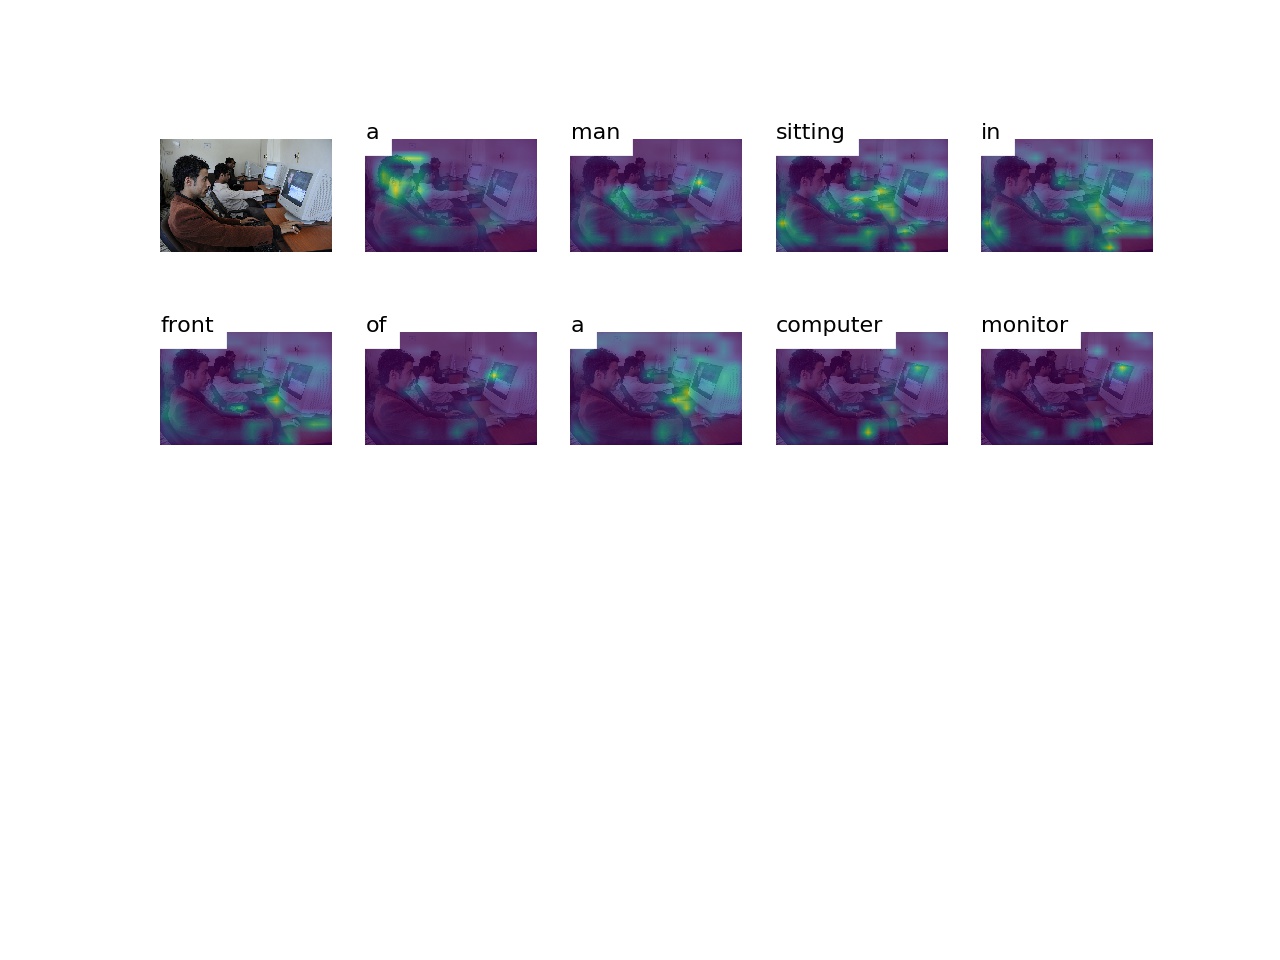 a
man
sitting
in
front
of
a
computer
monitor